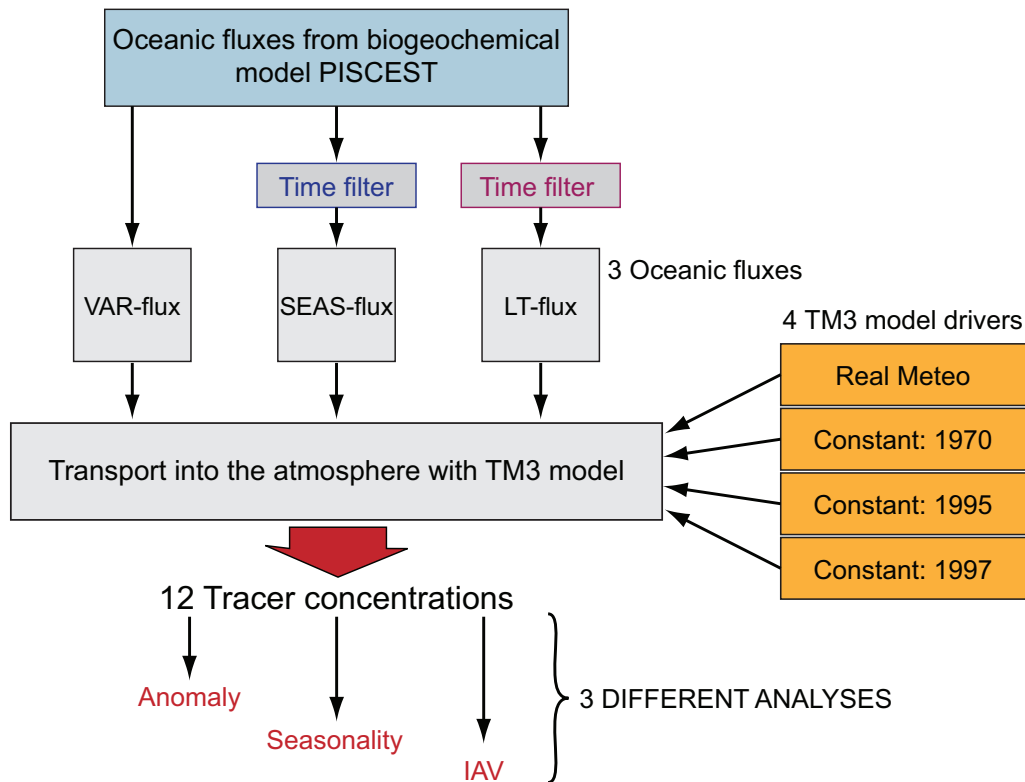 Oceanic fluxes from biogeochemical
model PISCEST
Time filter
Time filter
VAR-flux
SEAS-flux
LT-flux
3 Oceanic fluxes
4 TM3 model drivers
Real Meteo
Constant: 1970
Constant: 1995
Constant: 1997
Transport into the atmosphere with TM3 model
12 Tracer concentrations
Anomaly
Seasonality
IAV
3 DIFFERENT ANALYSES